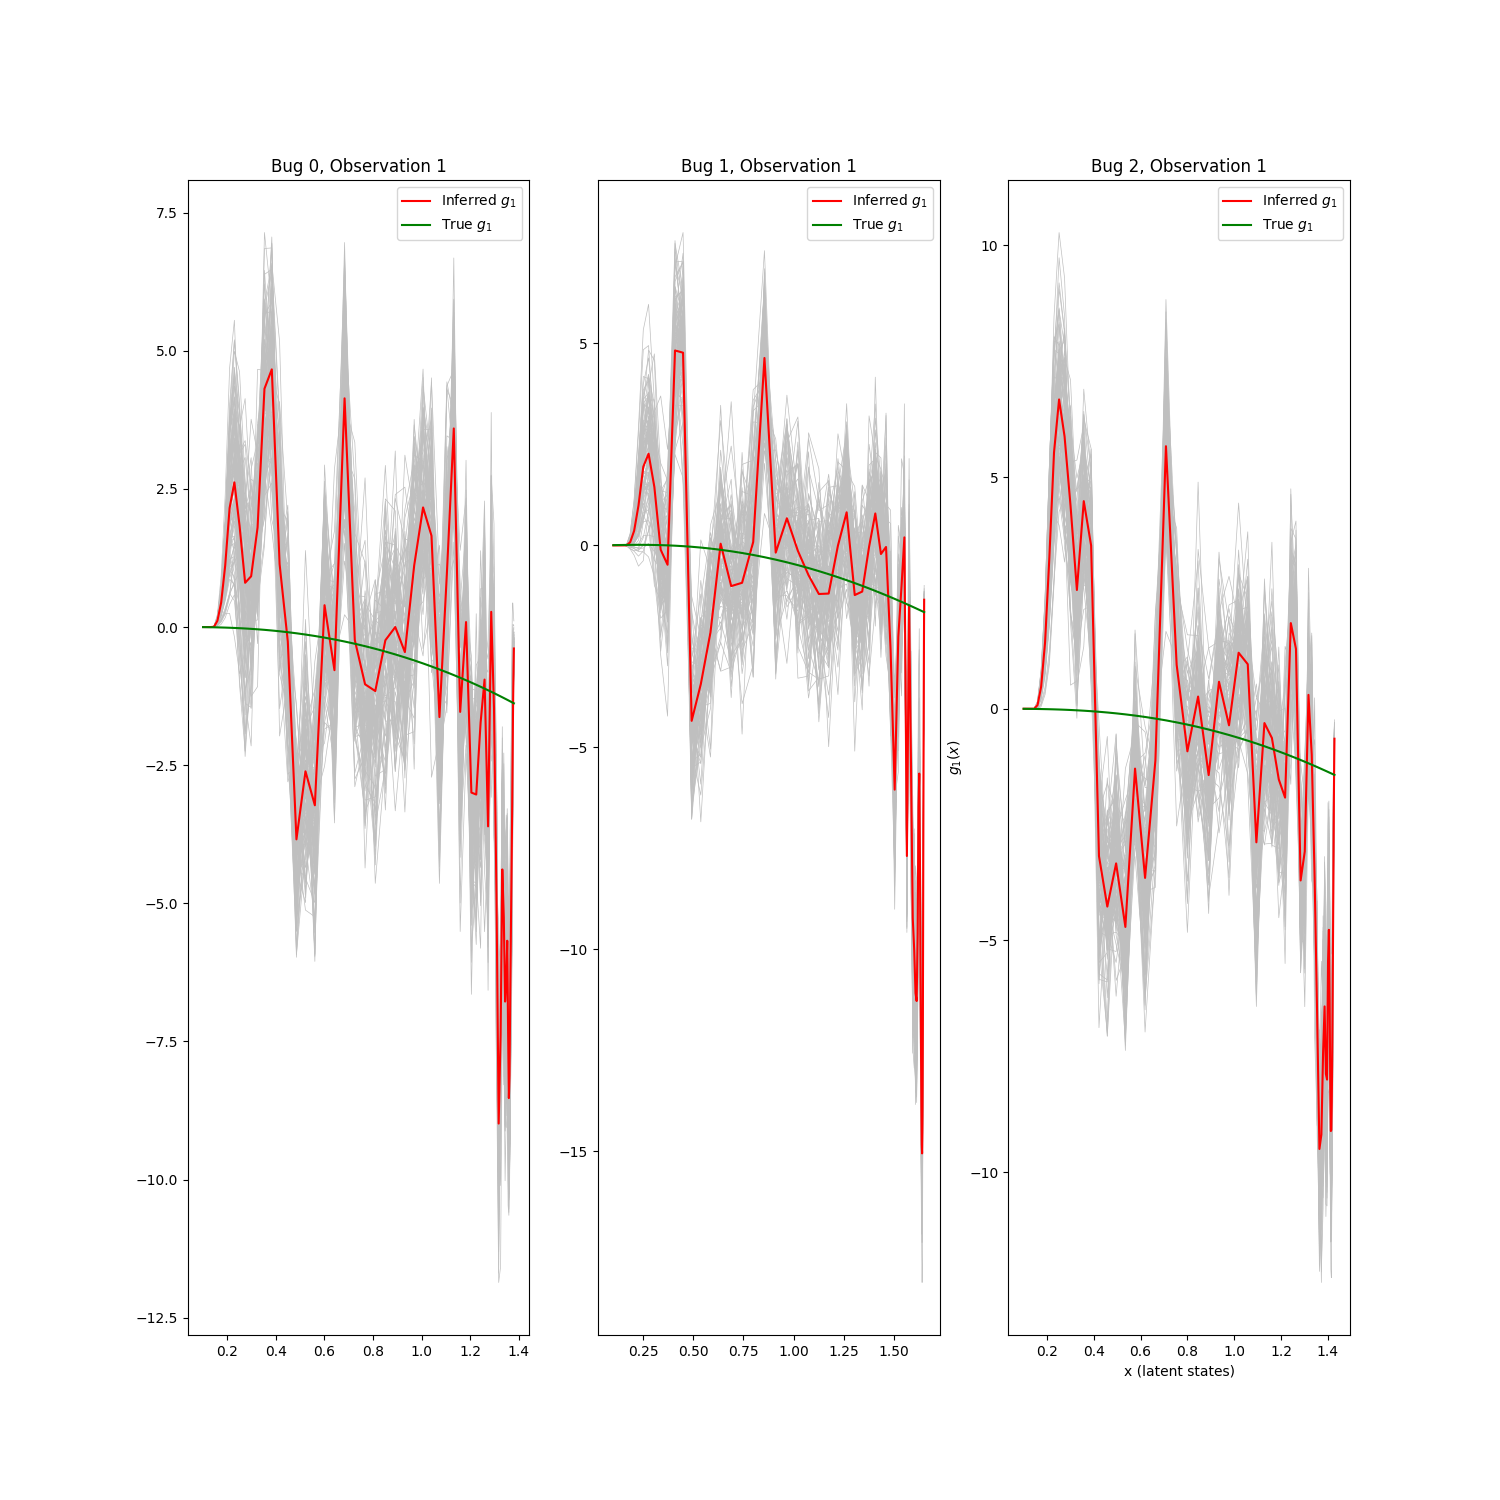 Bug 0, Observation 1
Inferred g₁
True g₁
7.5
5.0
2.5
0.0
−2.5
−5.0
−7.5
−10.0
−12.5
0.2 0.4 0.6 0.8 1.0 1.2 1.4
Bug 1, Observation 1
Inferred g₁
True g₁
5
0
−5
−10
−15
0.25 0.50 0.75 1.00 1.25 1.50
Bug 2, Observation 1
Inferred g₁
True g₁
10
5
0
−5
−10
g₁(x)
0.2 0.4 0.6 0.8 1.0 1.2 1.4
x (latent states)